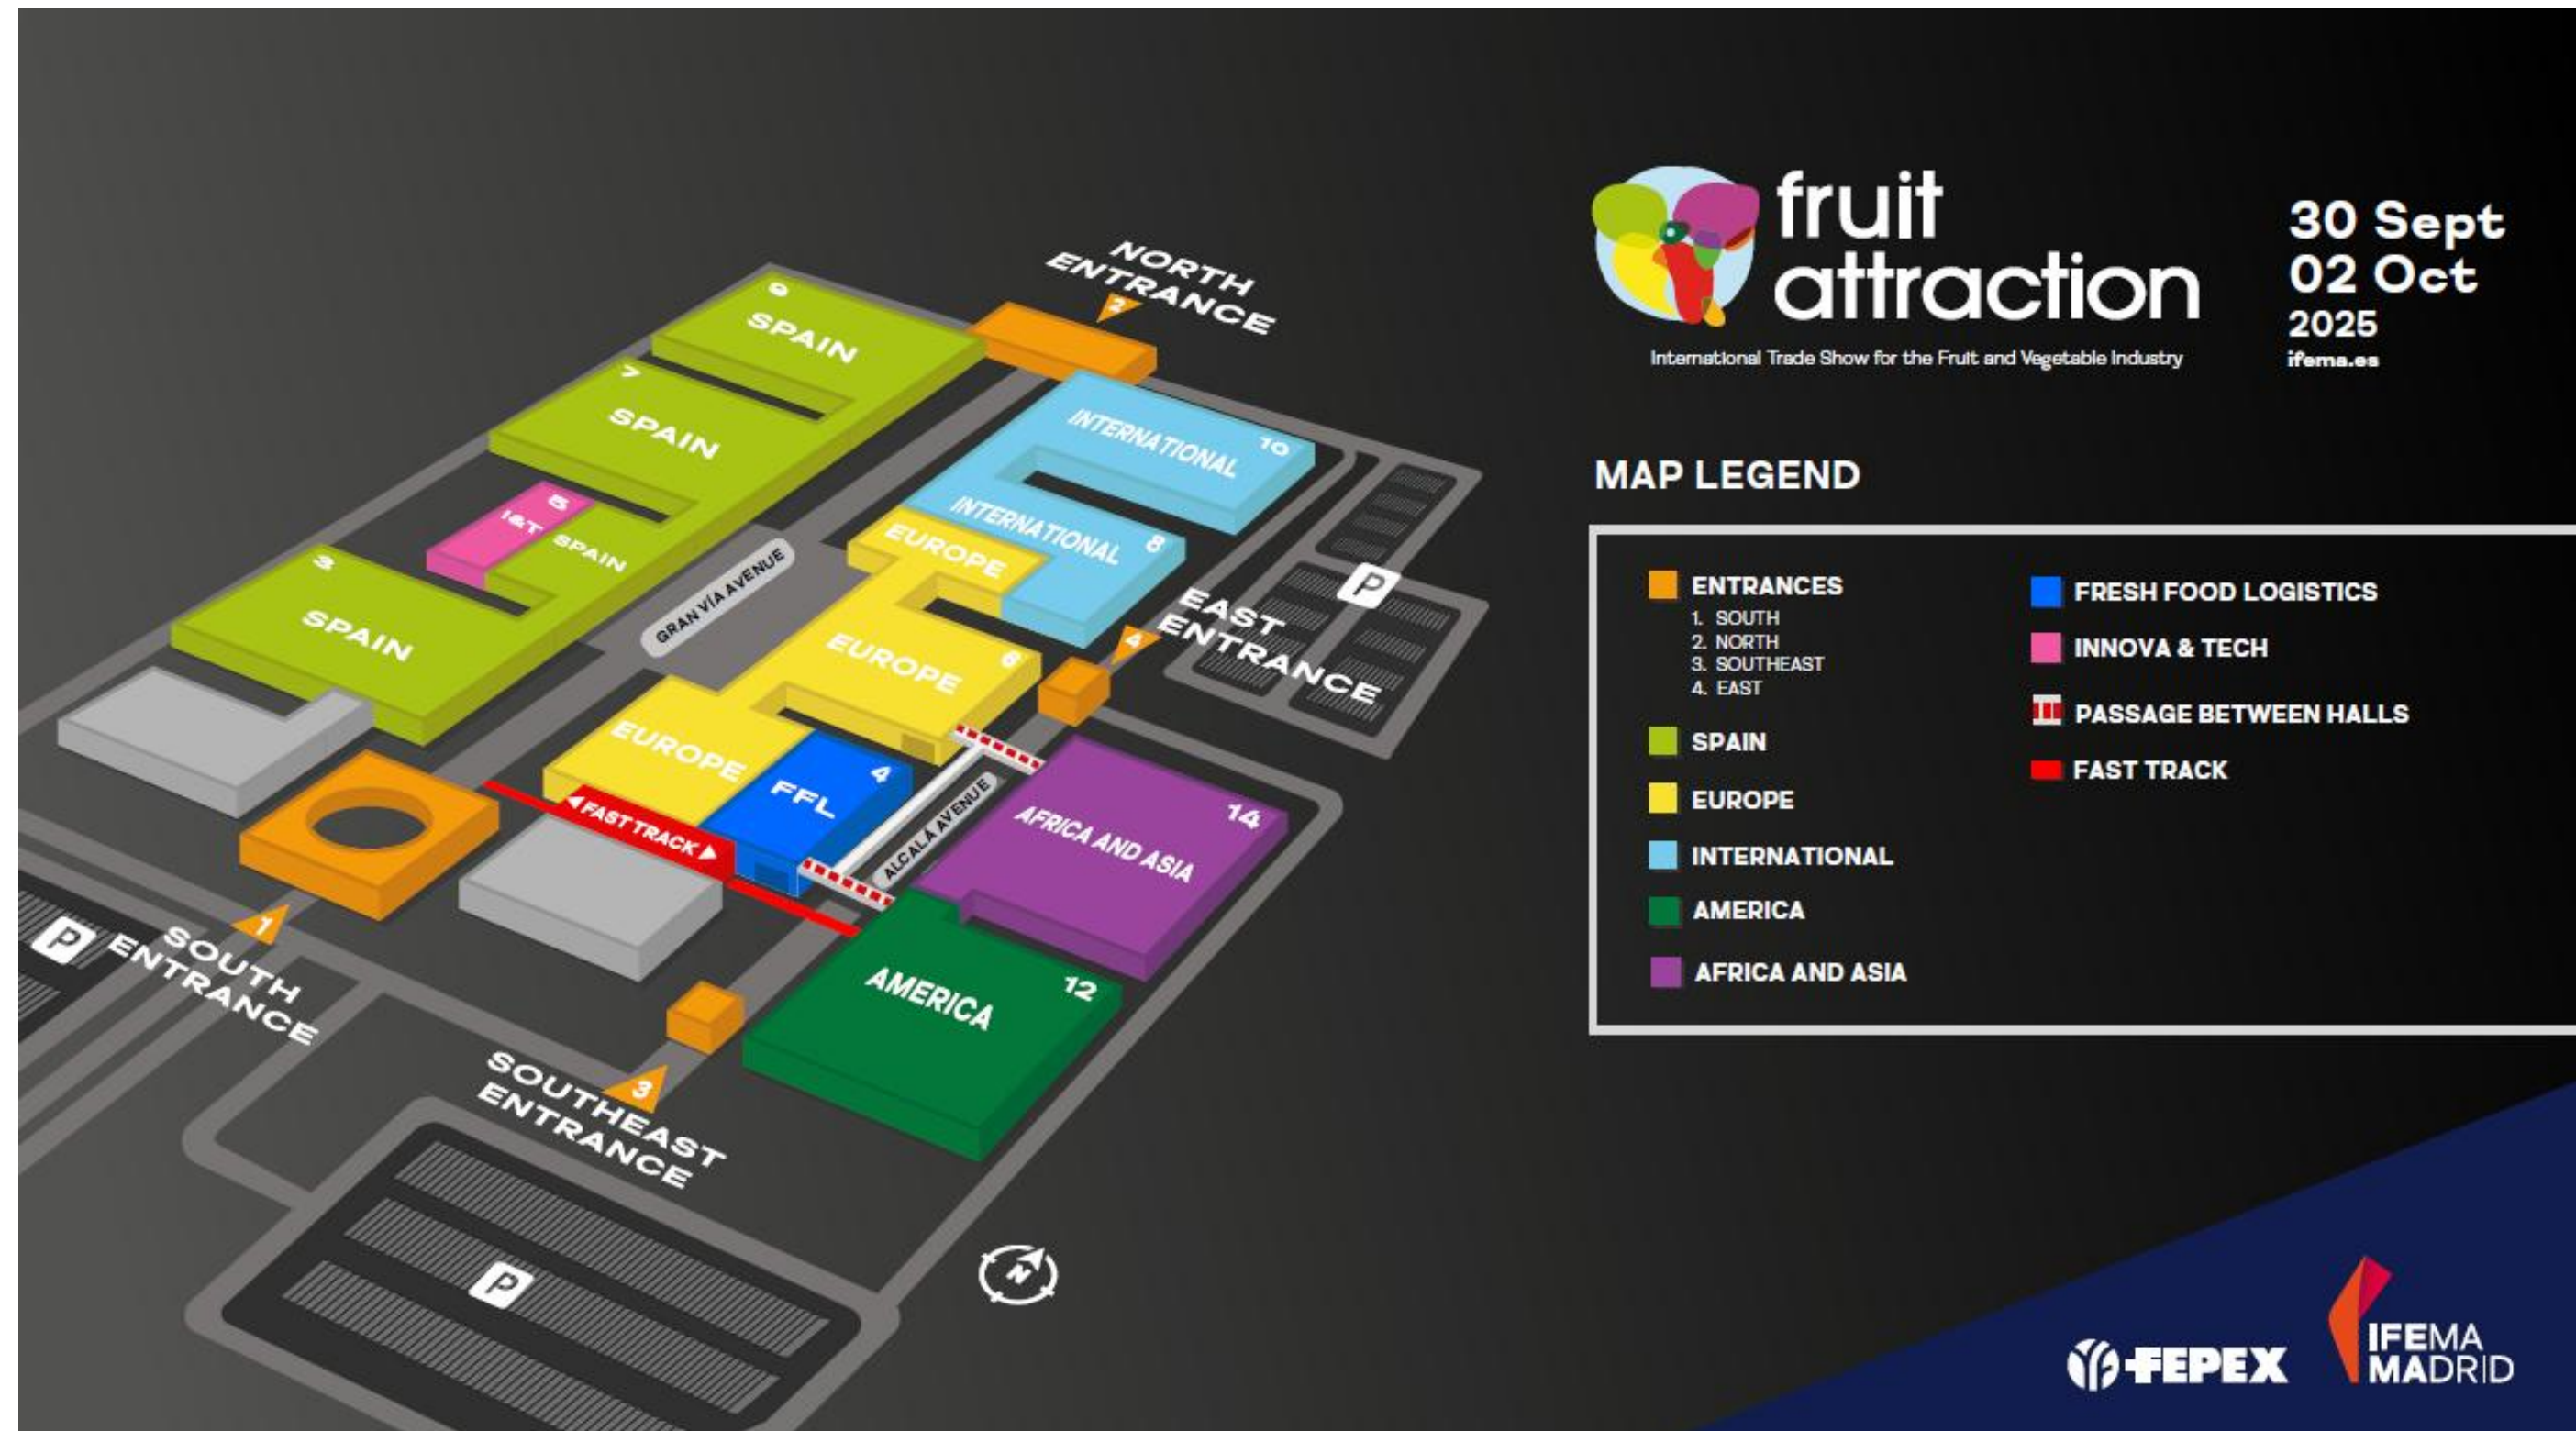 fruit
attraction
International Trade Show for the Fruit and Vegetable Industry
30 Sept
02 Oct
2025
ifema.es
NORTH
ENTRANCE
2
9
SPAIN
7
SPAIN
5
I&T
SPAIN
3
SPAIN
INTERNATIONAL
10
INTERNATIONAL
8
EUROPE
GRAN VÍA AVENUE
EUROPE
6
EAST
ENTRANCE
4
P
EUROPE
FFL
4
FAST TRACK
ALCALÁ AVENUE
AFRICA AND ASIA
14
AMERICA
12
1
SOUTH
ENTRANCE
P
3
SOUTHEAST
ENTRANCE
P
N
MAP LEGEND
ENTRANCES
1. SOUTH
2. NORTH
3. SOUTHEAST
4. EAST
SPAIN
EUROPE
INTERNATIONAL
AMERICA
AFRICA AND ASIA
FRESH FOOD LOGISTICS
INNOVA & TECH
PASSAGE BETWEEN HALLS
FAST TRACK
FEPEX
IFEMA
MADRID